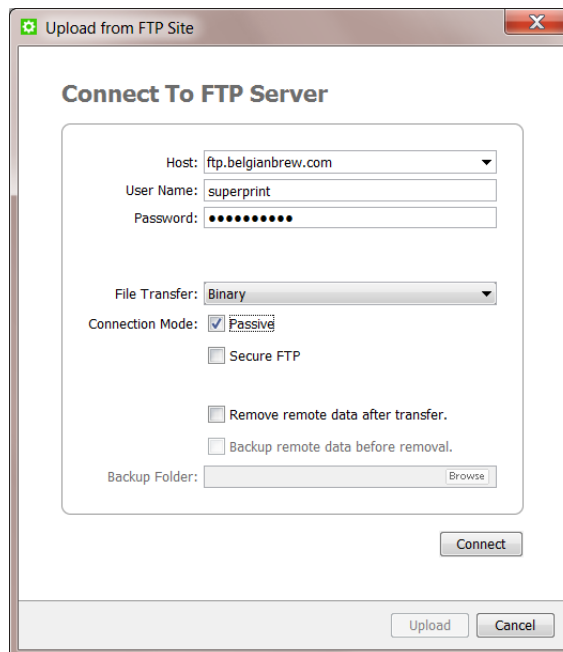 Upload from FTP Site
Connect To FTP Server
Host: ftp.belgianbrew.com
User Name: superprint
Password: ●●●●●●●●●●
File Transfer: Binary
Connection Mode: Passive
Secure FTP
Remove remote data after transfer.
Backup remote data before removal.
Backup Folder: Browse
Connect
Upload Cancel